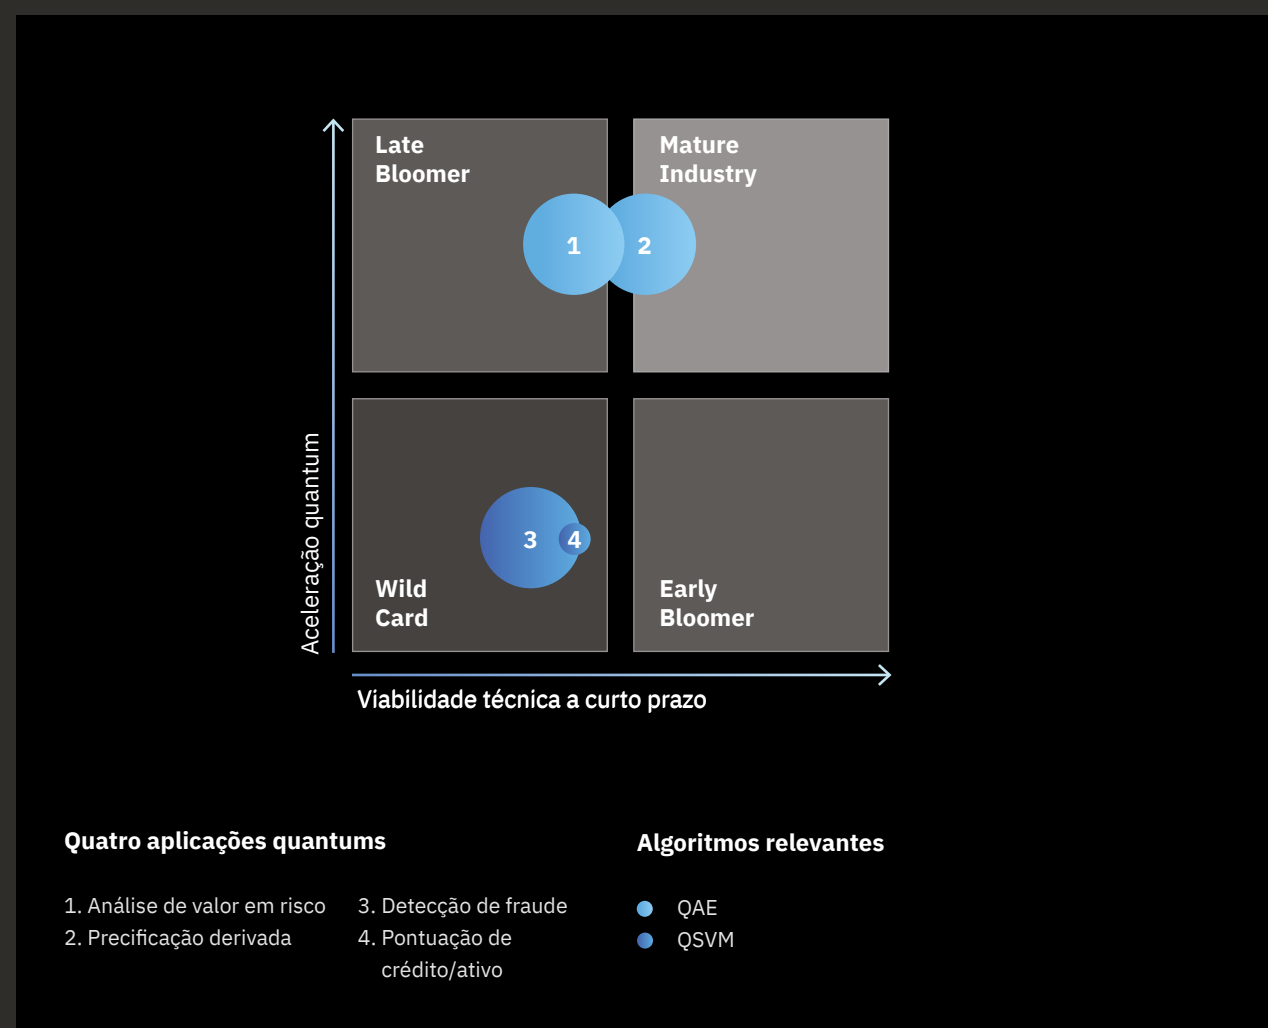 Late
Bloomer
Mature
Industry
1
2
Aceleração quantum
3
4
Wild
Card
Early
Bloomer
Viabilidade técnica a curto prazo
Quatro aplicações quantums
1. Análise de valor em risco
2. Precificação derivada
3. Detecção de fraude
4. Pontuação de
crédito/ativo
Algoritmos relevantes
QAE
QSVM